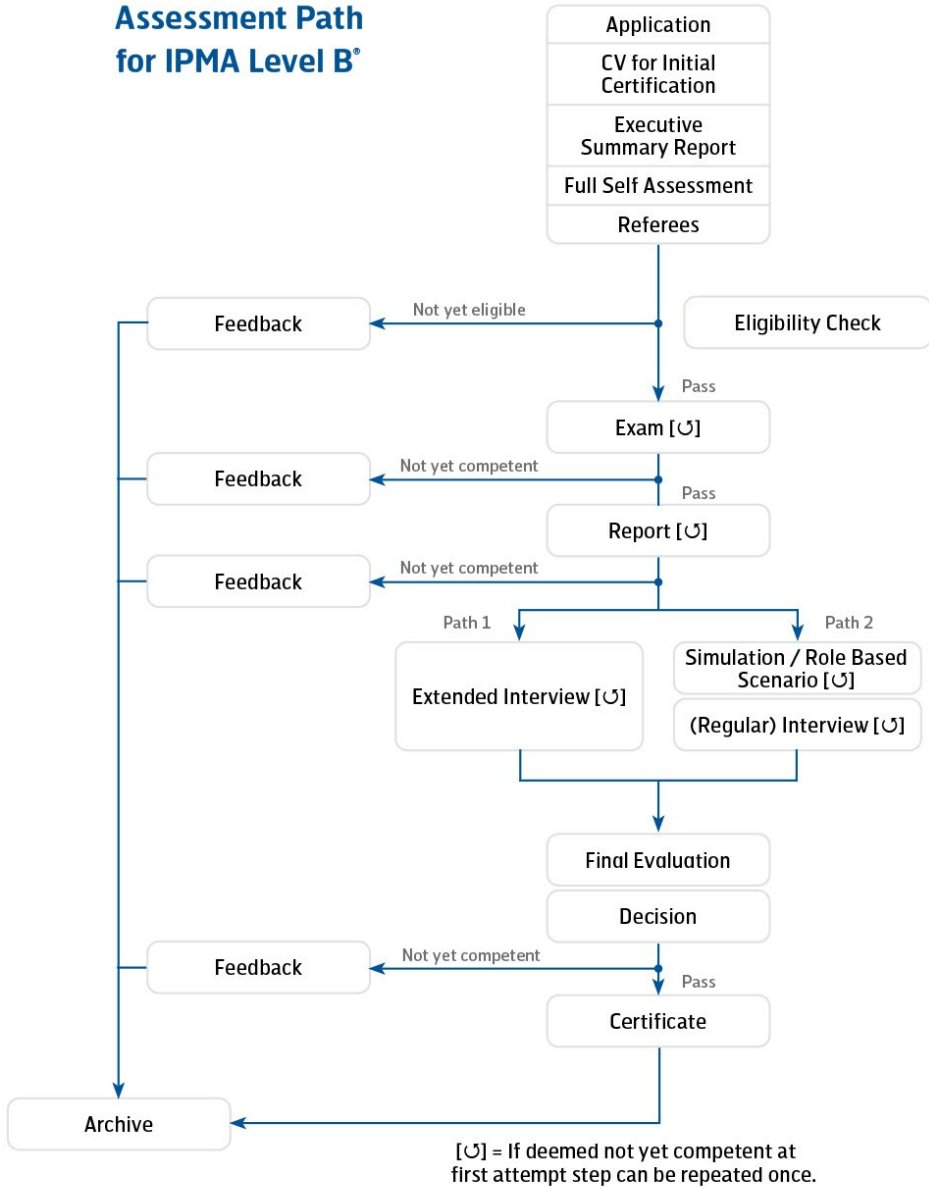 Assessment Path
for IPMA Level B®
Application
CV for Initial
Certification
Executive
Summary Report
Full Self Assessment
Referees
Feedback
Not yet eligible
Eligibility Check
Pass
Exam [↺]
Feedback
Not yet competent
Pass
Report [↺]
Feedback
Not yet competent
Path 1
Path 2
Extended Interview [↺]
Simulation / Role Based
Scenario [↺]
(Regular) Interview [↺]
Final Evaluation
Decision
Feedback
Not yet competent
Pass
Certificate
Archive
[↺] = If deemed not yet competent at
first attempt step can be repeated once.